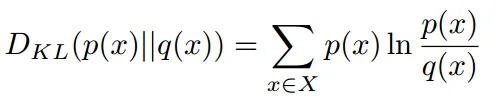 D_{KL}(p(x)||q(x)) = \sum_{x \in X} p(x) \ln \frac{p(x)}{q(x)}